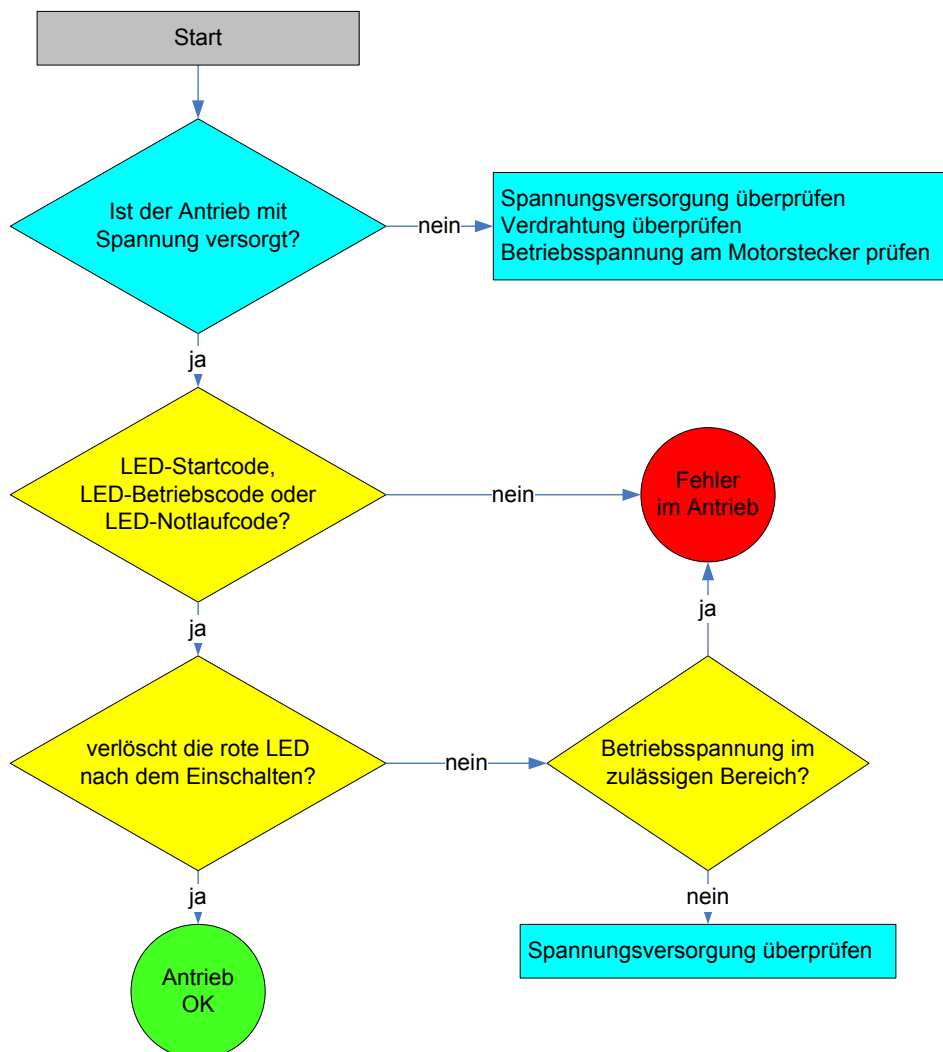 Start
Ist der Antrieb mit
Spannung versorgt?
nein
Spannungsversorgung überprüfen
Verdrahtung überprüfen
Betriebsspannung am Motorstecker prüfen
ja
LED-Startcode,
LED-Betriebscode oder
LED-Notlaufcode?
nein
Fehler
im Antrieb
ja
ja
verlöscht die rote LED
nach dem Einschalten?
nein
Betriebsspannung im
zulässigen Bereich?
ja
nein
Antrieb
OK
Spannungsversorgung überprüfen